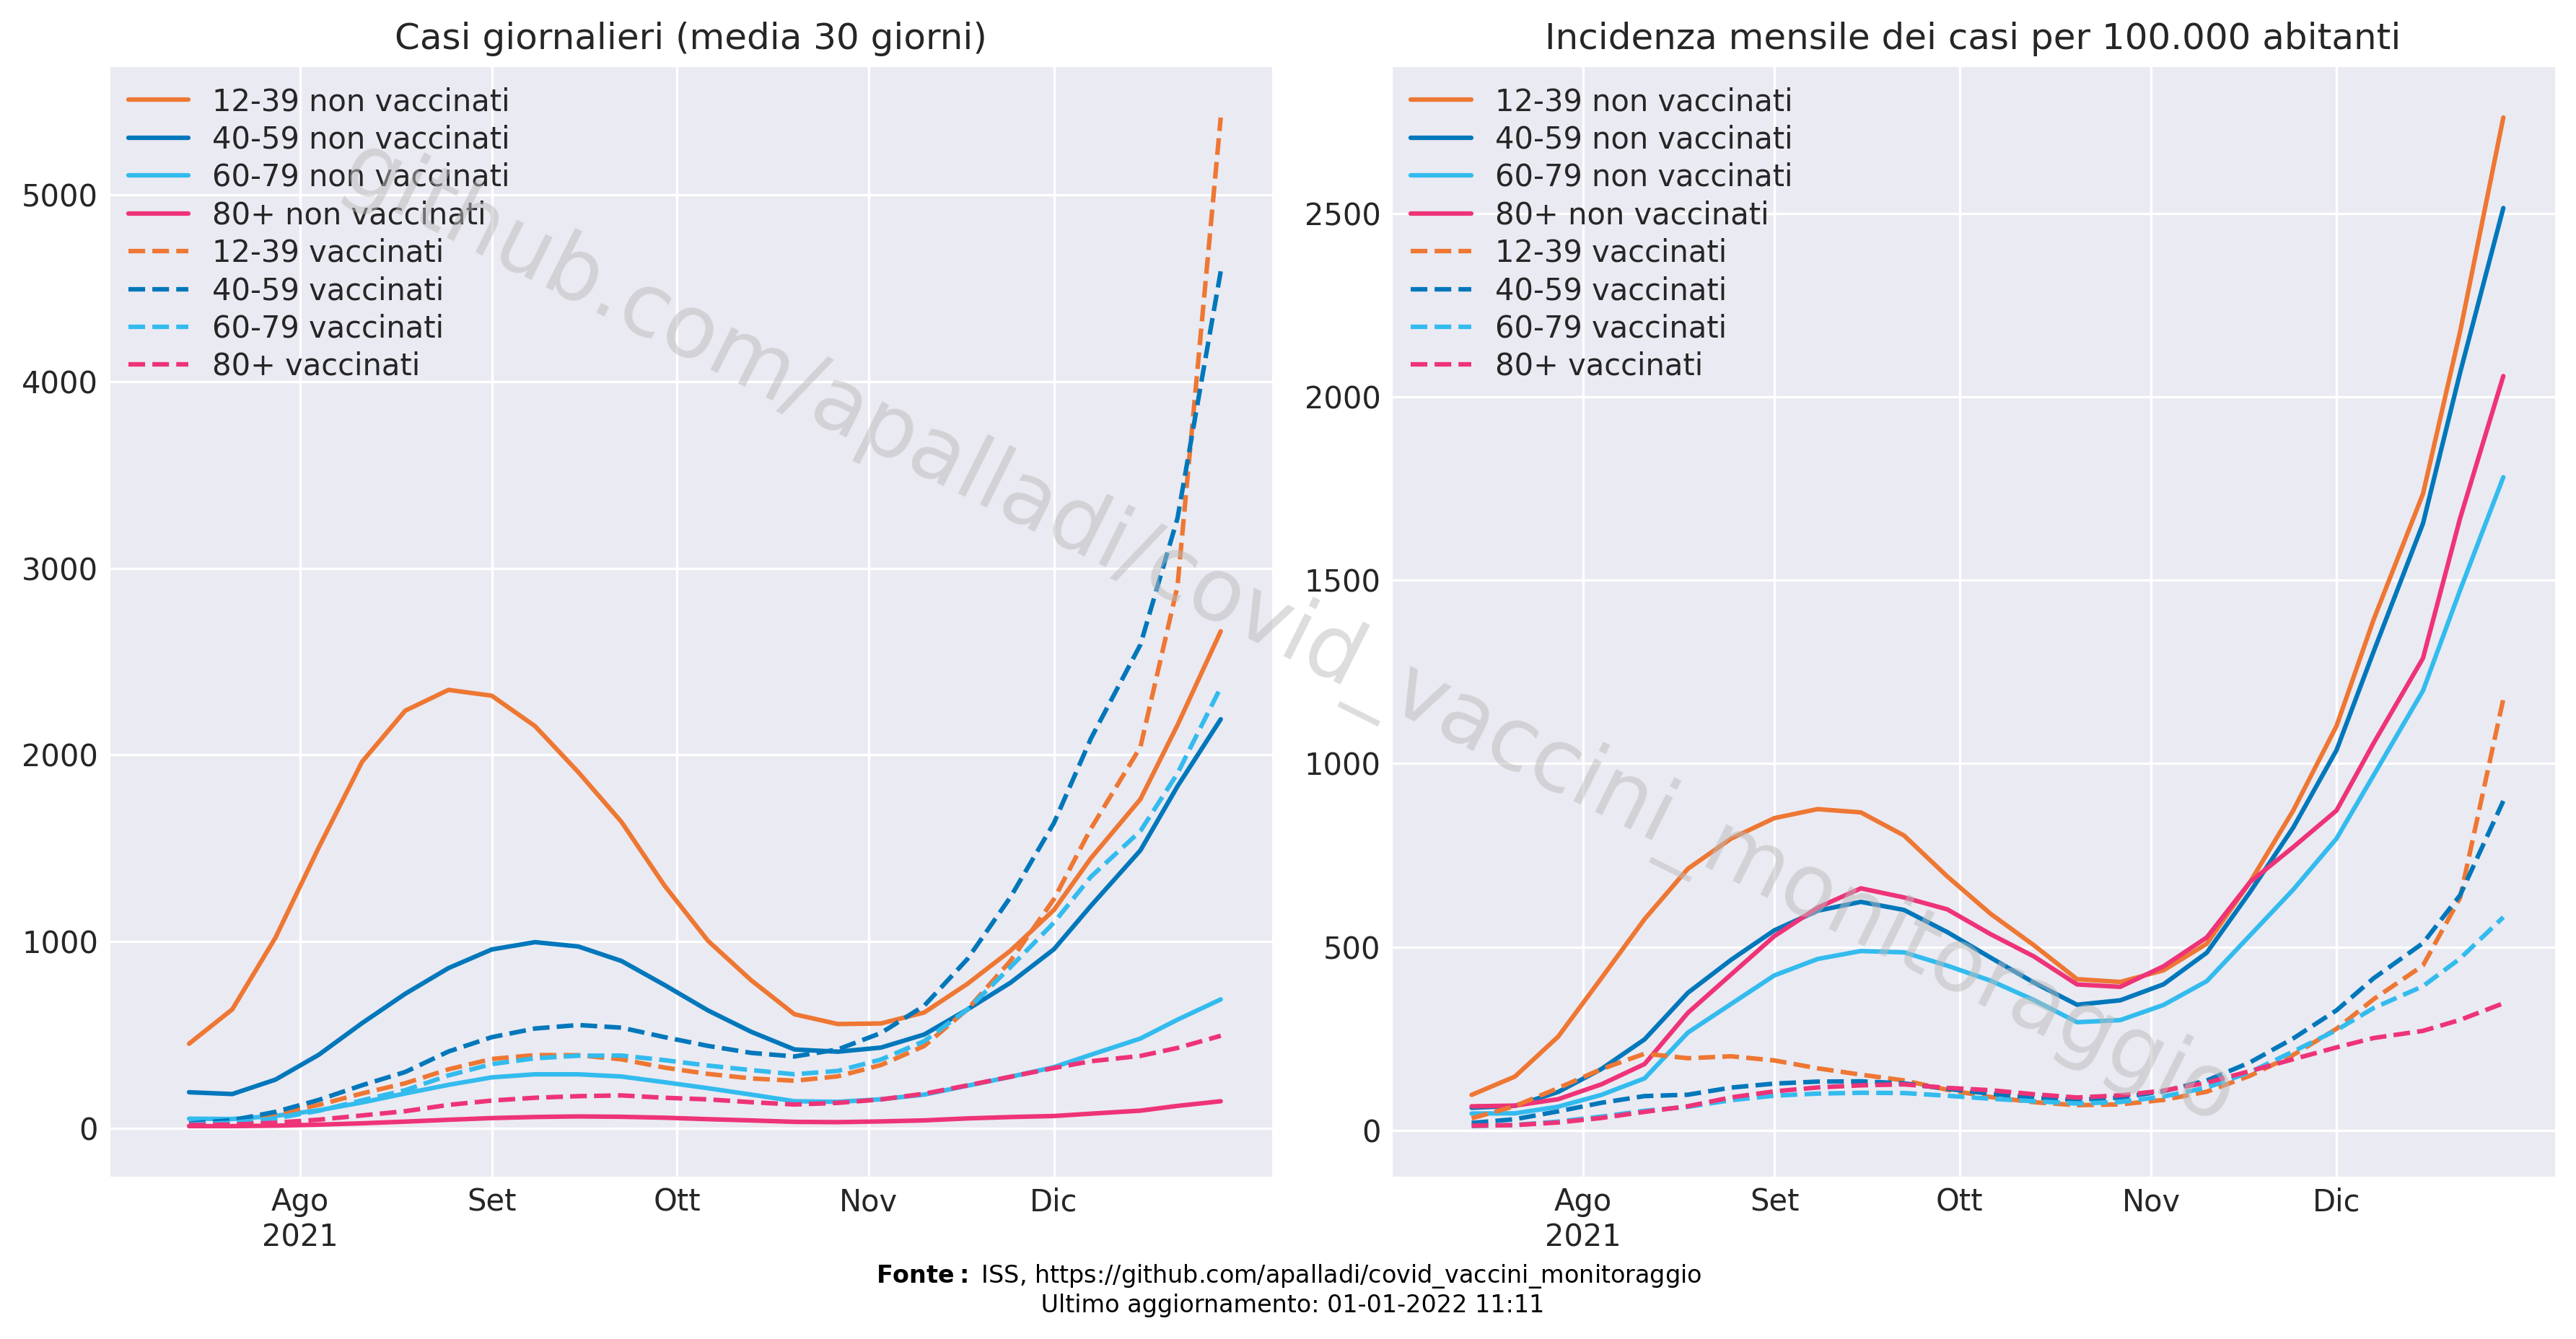 Casi giornalieri (media 30 giorni)
12-39 non vaccinati
40-59 non vaccinati
60-79 non vaccinati
80+ non vaccinati
12-39 vaccinati
40-59 vaccinati
60-79 vaccinati
80+ vaccinati
5000
4000
3000
2000
1000
0
Ago
2021
Set
Ott
Nov
Dic
Incidenza mensile dei casi per 100.000 abitanti
12-39 non vaccinati
40-59 non vaccinati
60-79 non vaccinati
80+ non vaccinati
12-39 vaccinati
40-59 vaccinati
60-79 vaccinati
80+ vaccinati
2500
2000
1500
1000
500
0
Ago
2021
Set
Ott
Nov
Dic
github.com/apalladi/covid_vaccini_monitoraggio
Fonte: ISS, https://github.com/apalladi/covid_vaccini_monitoraggio
Ultimo aggiornamento: 01-01-2022 11:11